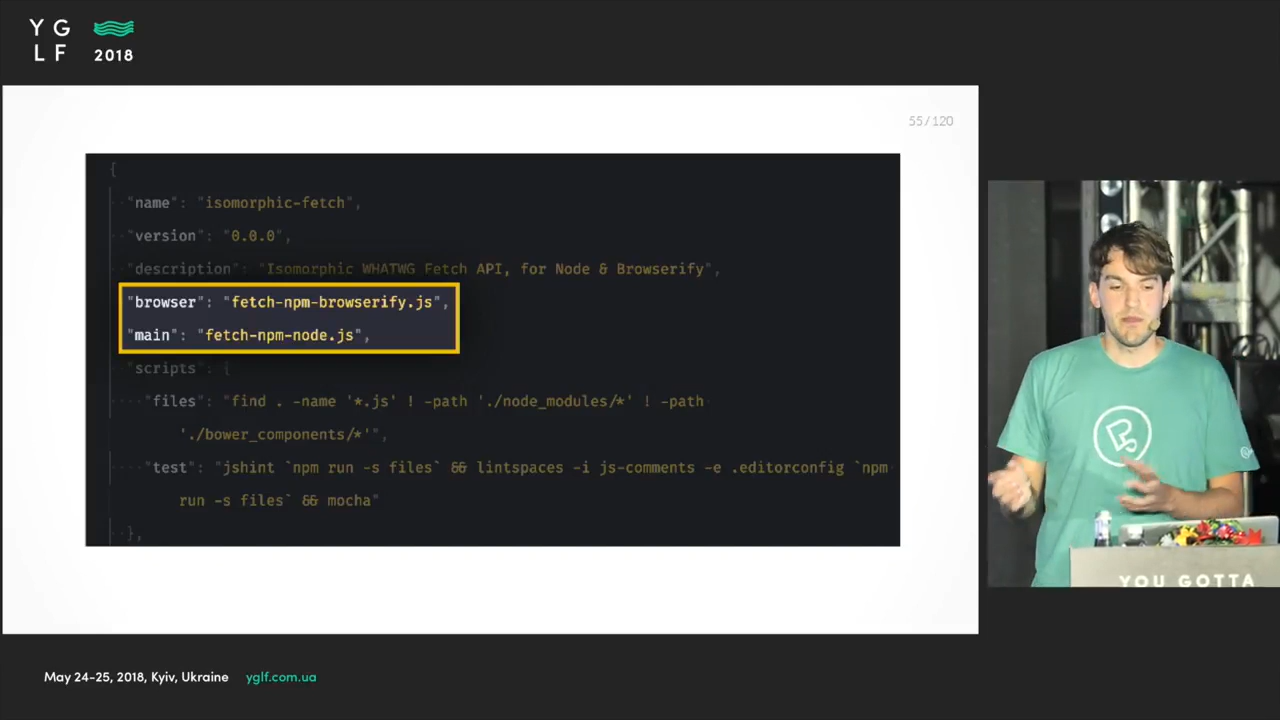 Y G
L F
2018
55/120
{
"name": "isomorphic-fetch",
"version": "0.0.0",
"description": "Isomorphic WHATWG Fetch API, for Node & Browserify",
"browser": "fetch-npm-browserify.js",
"main": "fetch-npm-node.js",
"scripts": {
"files": "find . -name '*.js' ! -path './node_modules/*' ! -path
'./bower_components/*'",
"test": "jshint `npm run -s files` && lintspaces -i js-comments -e .editorconfig `npm
run -s files` && mocha"
},
YOU GOTTA
May 24-25, 2018, Kyiv, Ukraine yglf.com.ua